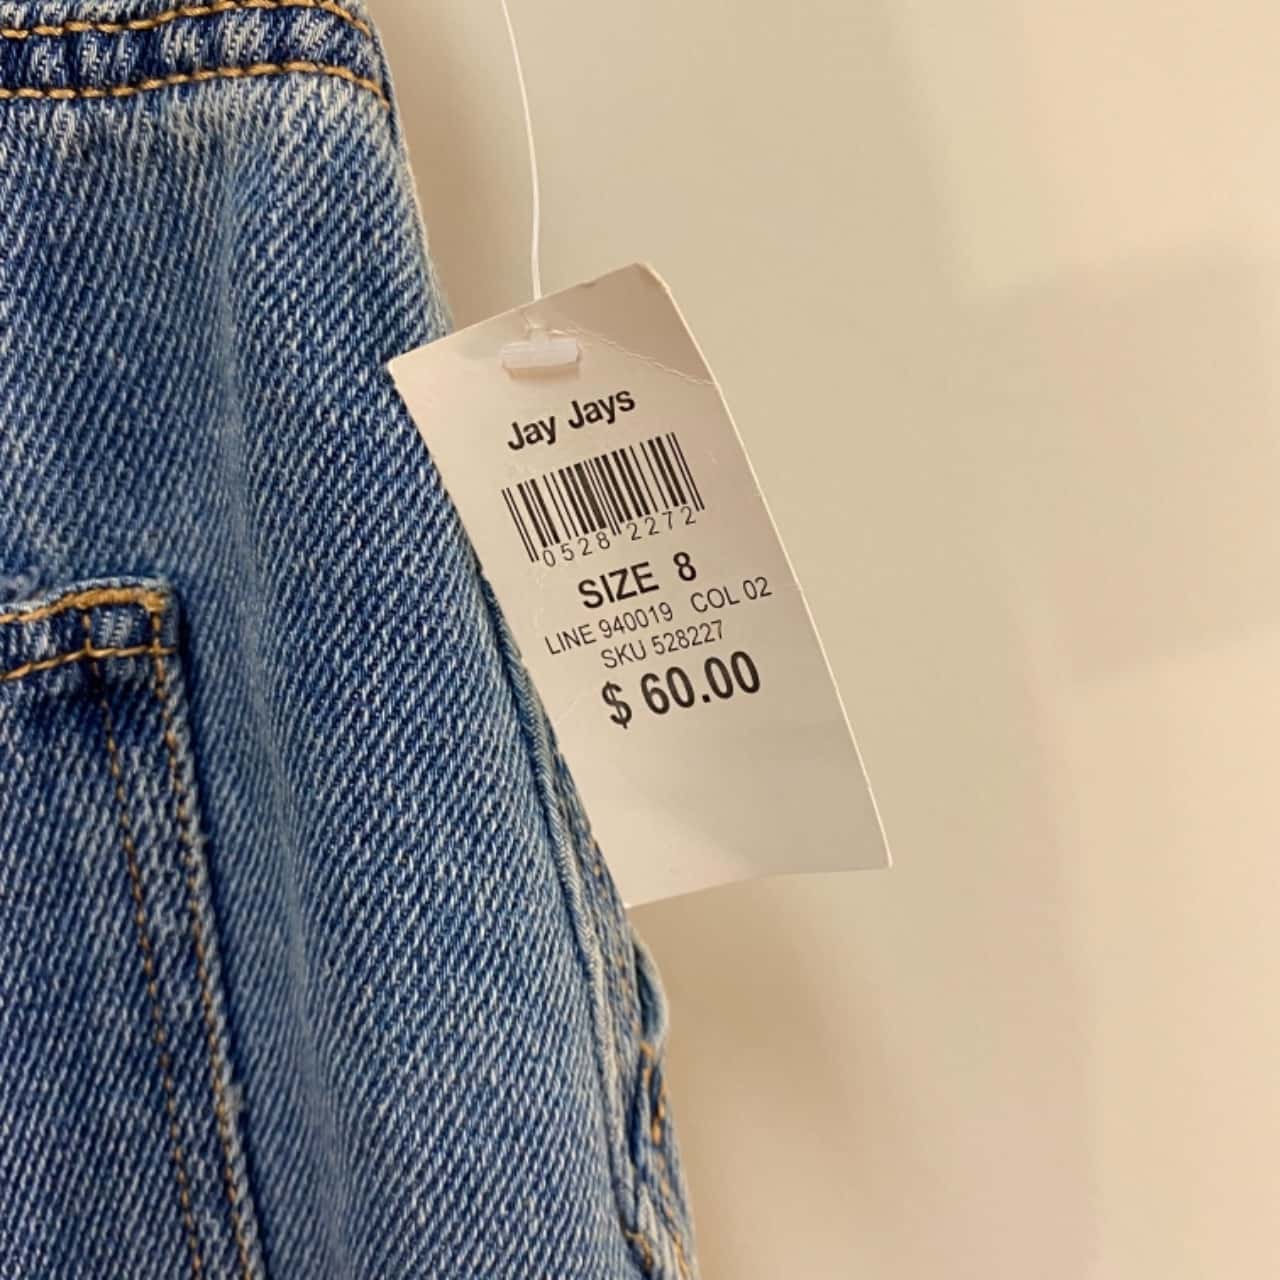 Jay Jays
0528 2272
SIZE 8
LINE 940019 COL 02
SKU 528227
$ 60.00